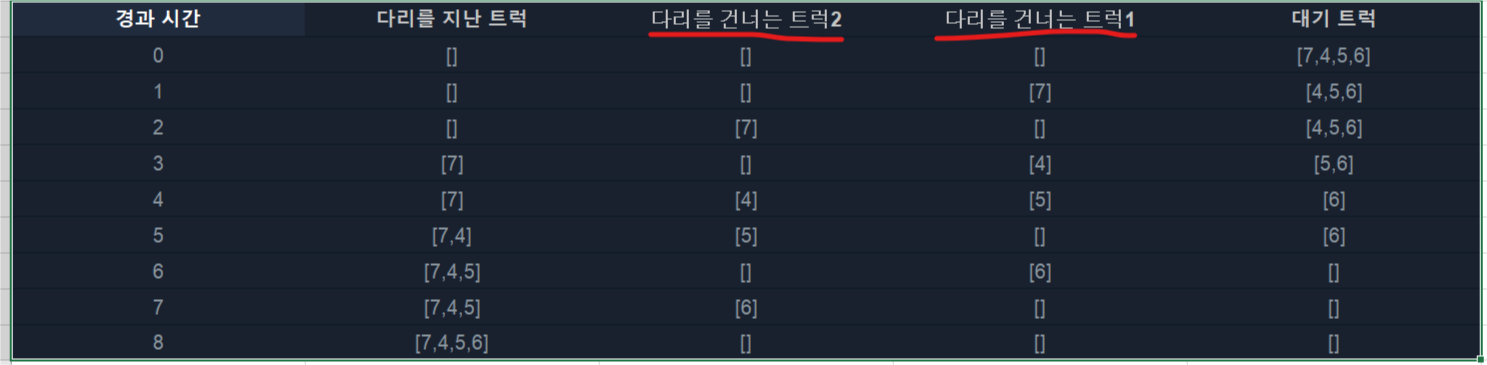 경과 시간 다리를 지난 트럭 다리를 건너는 트럭2 다리를 건너는 트럭1 대기 트럭
0 [] [] [] [7,4,5,6]
1 [] [] [7] [4,5,6]
2 [] [7] [] [4,5,6]
3 [7] [] [4] [5,6]
4 [7] [4] [5] [6]
5 [7,4] [5] [] [6]
6 [7,4,5] [] [6] []
7 [7,4,5] [6] [] []
8 [7,4,5,6] [] [] []